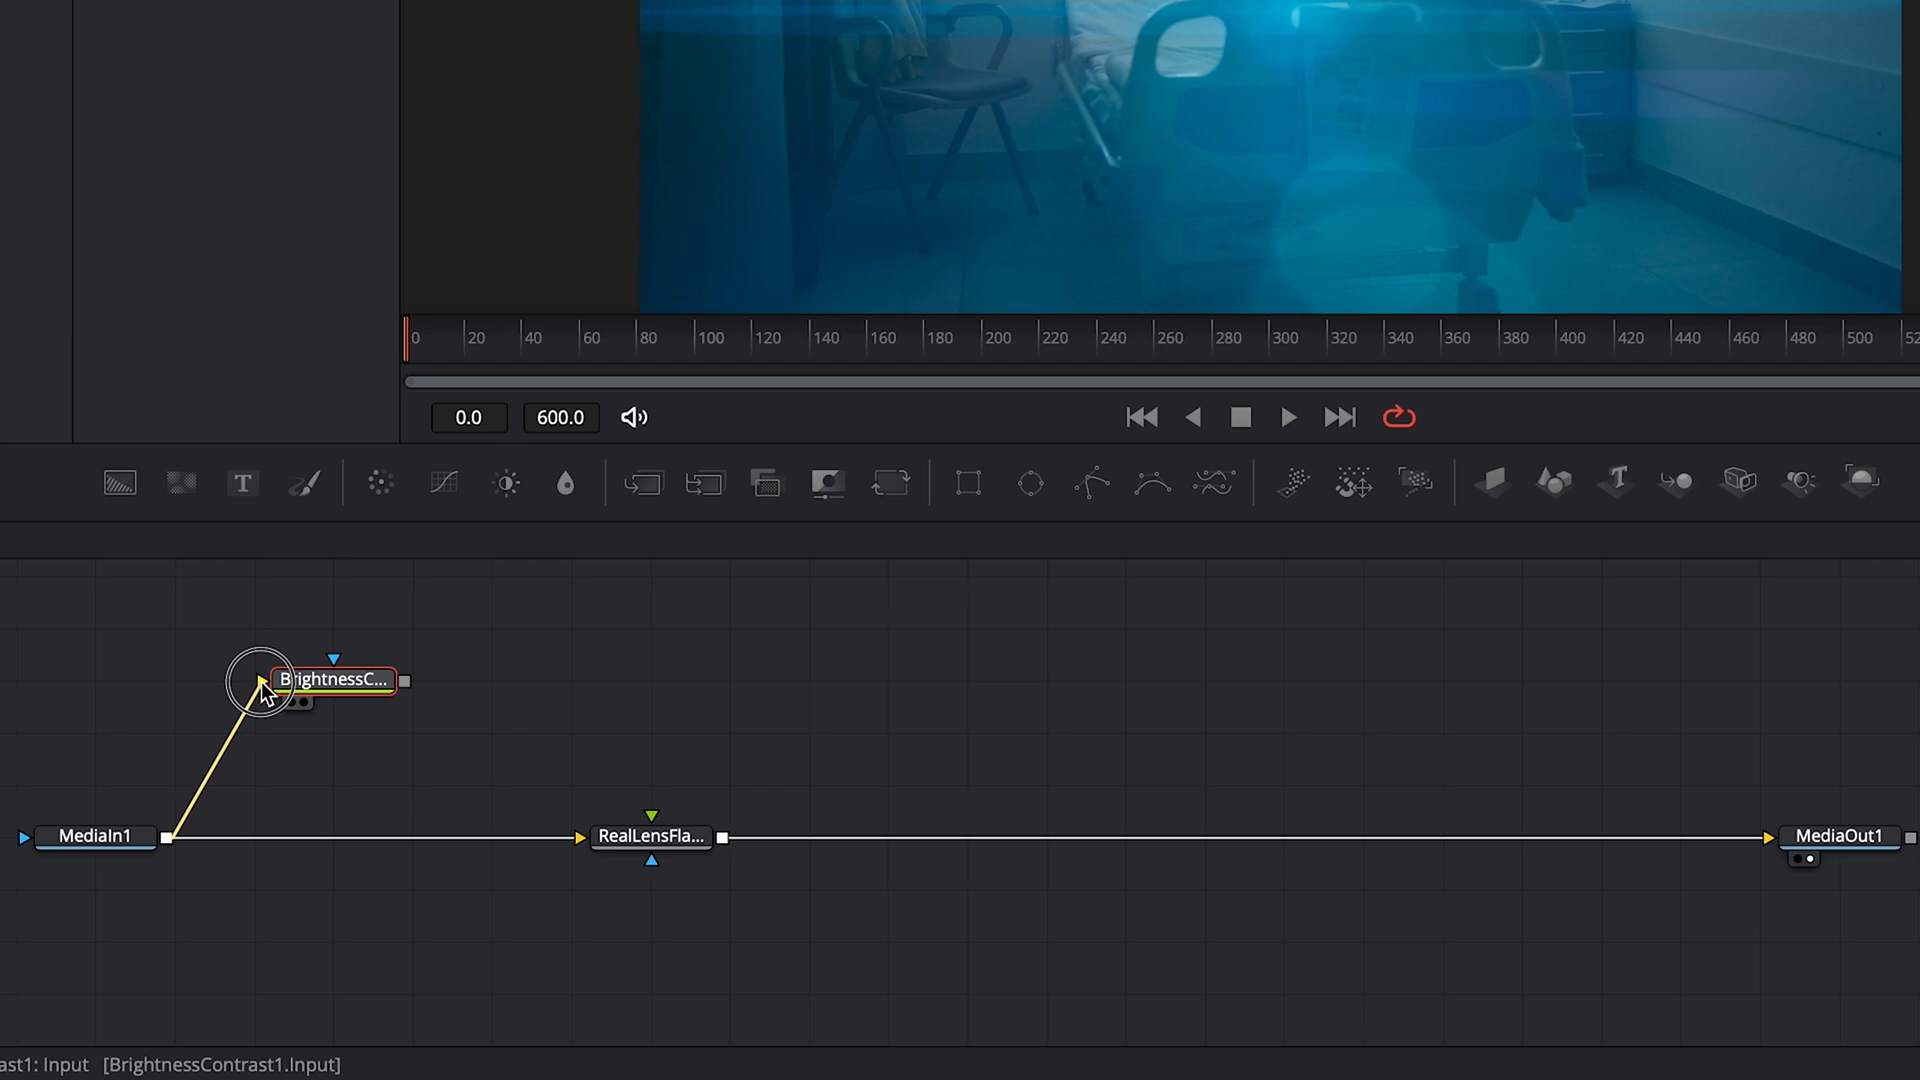 0 20 40 60 80 100 120 140 160 180 200 220 240 260 280 300 320 340 360 380 400 420 440 460 480 500 52
0.0 600.0
T T
BrightnessC...
MediaIn1 RealLensFla... MediaOut1
ast1: Input [BrightnessContrast1.Input]